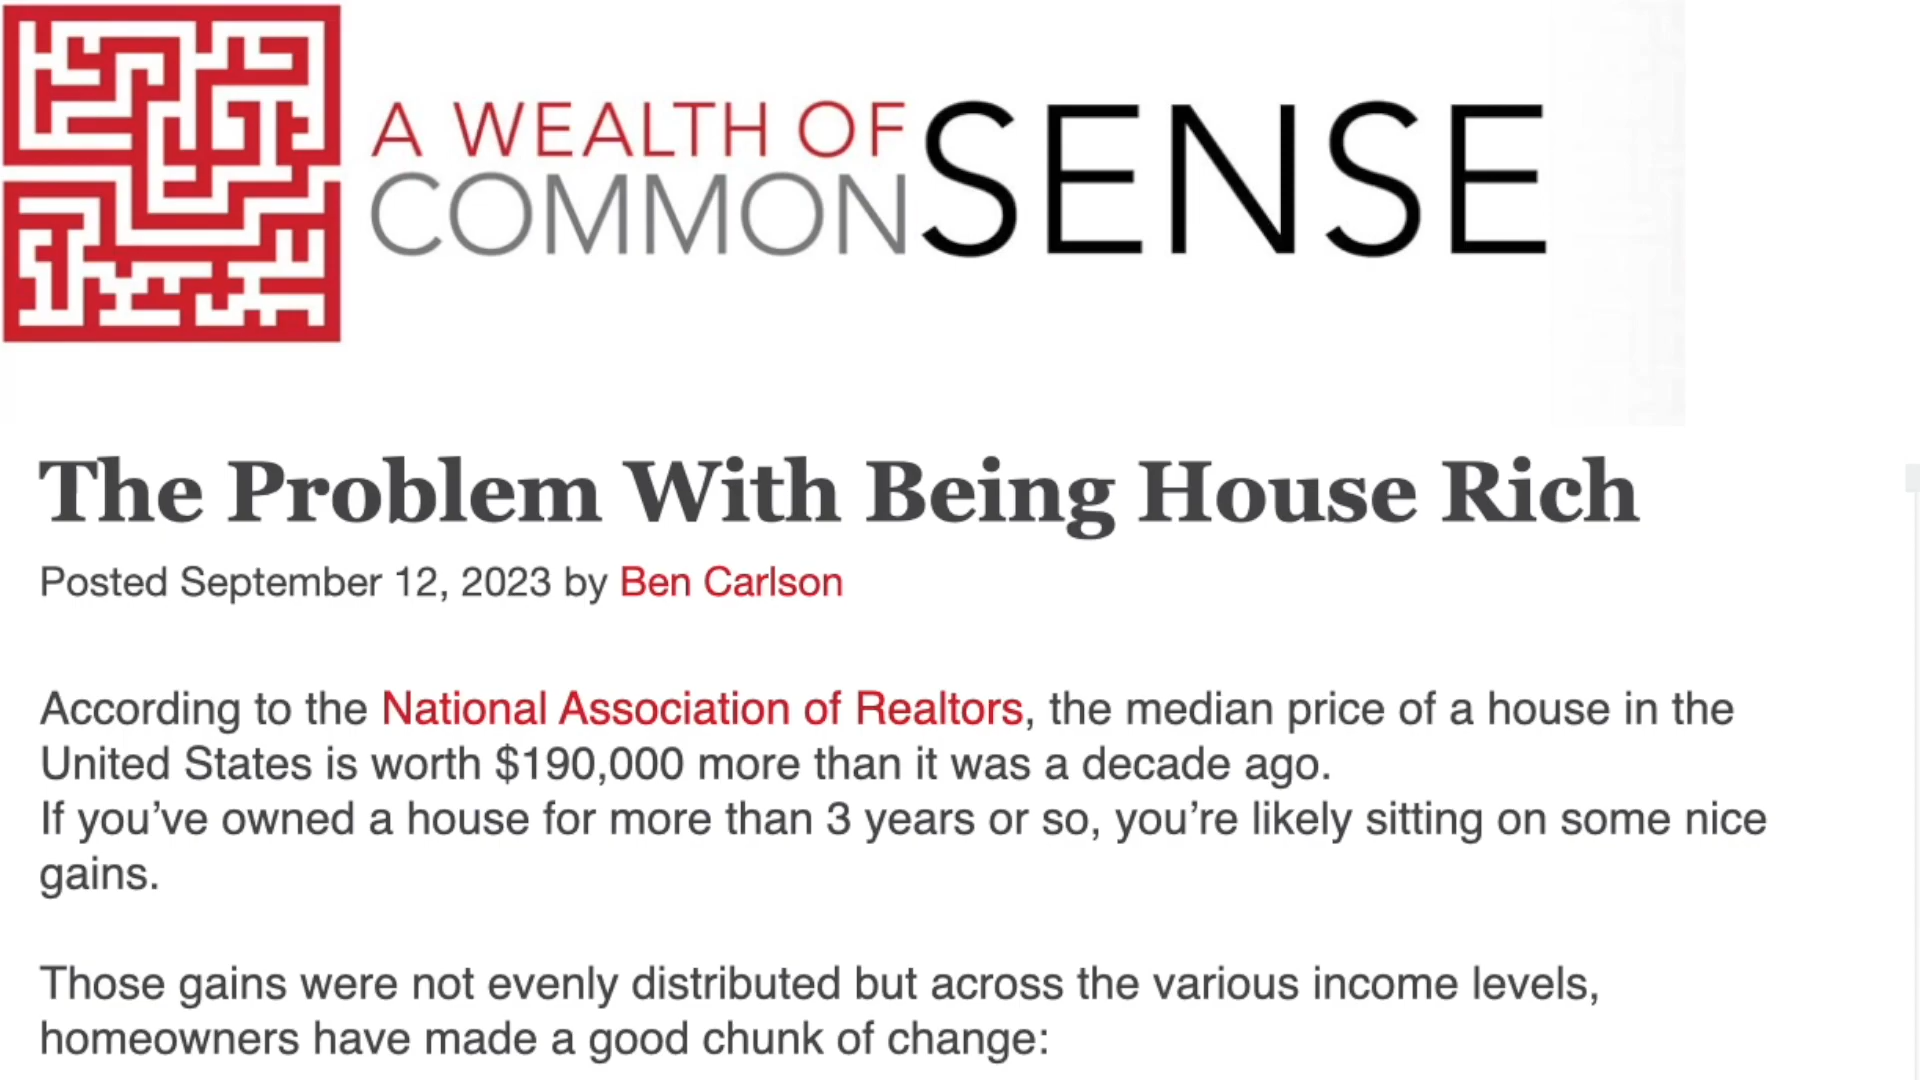 A WEALTH OF
COMMON SENSE
The Problem With Being House Rich
Posted September 12, 2023 by Ben Carlson
According to the National Association of Realtors, the median price of a house in the
United States is worth $190,000 more than it was a decade ago.
If you’ve owned a house for more than 3 years or so, you’re likely sitting on some nice
gains.
Those gains were not evenly distributed but across the various income levels,
homeowners have made a good chunk of change: